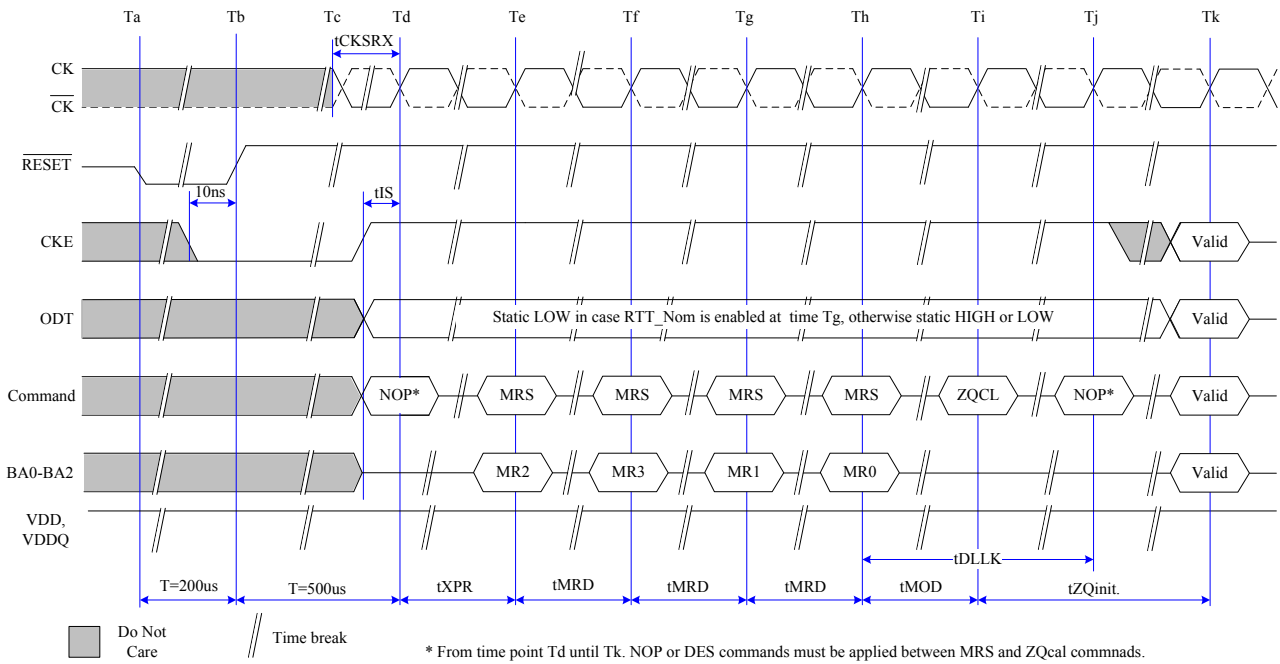 Ta Tb Tc Td Te Tf Tg Th Ti Tj Tk
tCKSRX
CK
CK
RESET
10ns
tIS
CKE
Valid
ODT
Static LOW in case RTT_Nom is enabled at time Tg, otherwise static HIGH or LOW
Valid
Command
NOP* MRS MRS MRS MRS ZQCL NOP* Valid
BA0-BA2
MR2 MR3 MR1 MR0 Valid
VDD,
VDDQ
tDLLK
T=200us T=500us tXPR tMRD tMRD tMRD tMOD tZQinit.
Do Not
Care
Time break
* From time point Td until Tk. NOP or DES commands must be applied between MRS and ZQcal commnads.